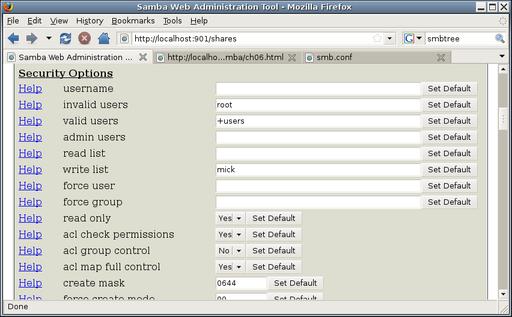 Samba Web Administration Tool - Mozilla Firefox
File Edit View History Bookmarks Tools Help
http://localhost:901/shares G smbtree
Samba Web Administration ... http://localho...mba/ch06.html smb.conf
Security Options
Help username Set Default
Help invalid users root Set Default
Help valid users +users Set Default
Help admin users Set Default
Help read list Set Default
Help write list mick Set Default
Help force user Set Default
Help force group Set Default
Help read only Yes Set Default
Help acl check permissions Yes Set Default
Help acl group control No Set Default
Help acl map full control Yes Set Default
Help create mask 0644 Set Default
Help force create mode 00 Set Default
Done